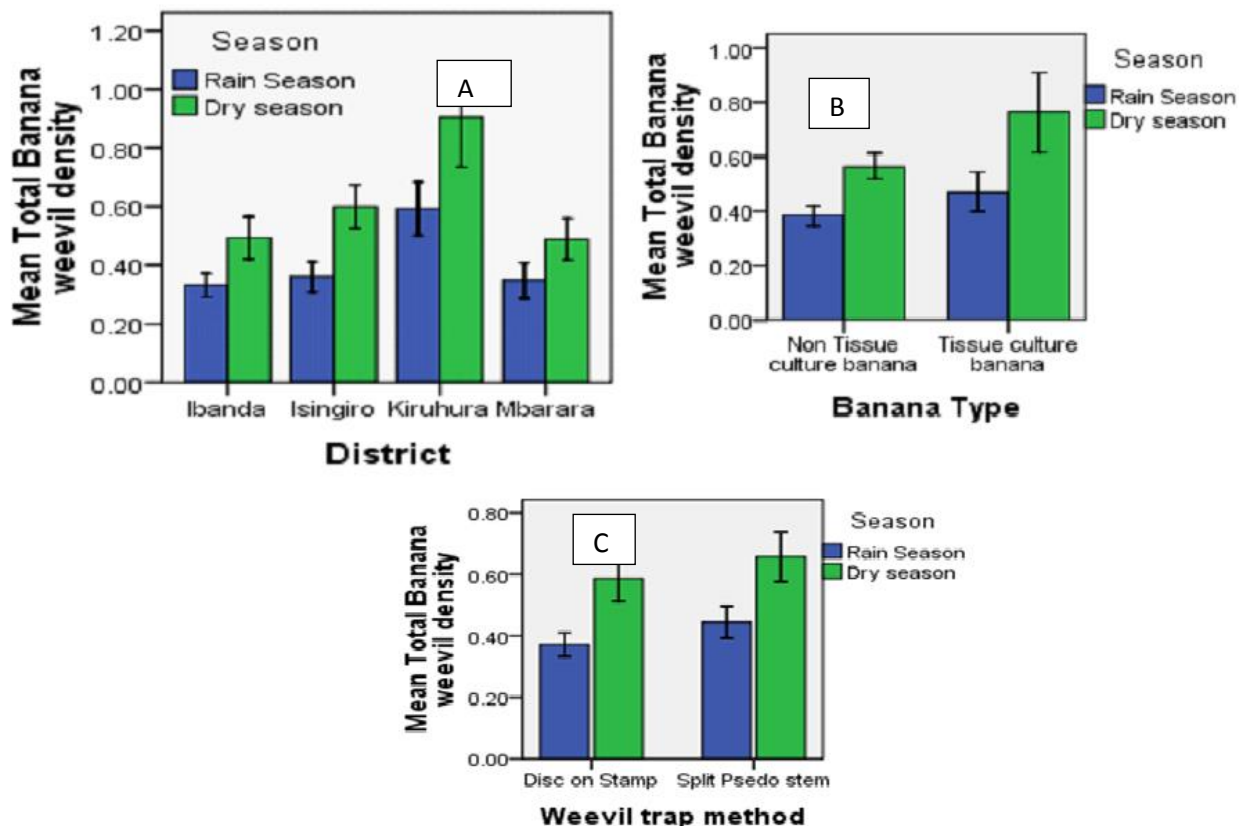 Mean Total Banana
weevil density
1.20
1.00
0.80
0.60
0.40
0.20
0.00
Season
Rain Season
Dry season
A
Ibanda Isingiro Kiruhura Mbarara
District
Mean Total Banana
weevil density
1.00
0.80
0.60
0.40
0.20
0.00
B
Season
Rain Season
Dry season
Non Tissue
culture banana
Tissue culture
banana
Banana Type
Mean Total Banana
weevil density
0.80
0.60
0.40
0.20
0.00
C
Season
Rain Season
Dry season
Disc on Stamp Split Psedo stem
Weevil trap method